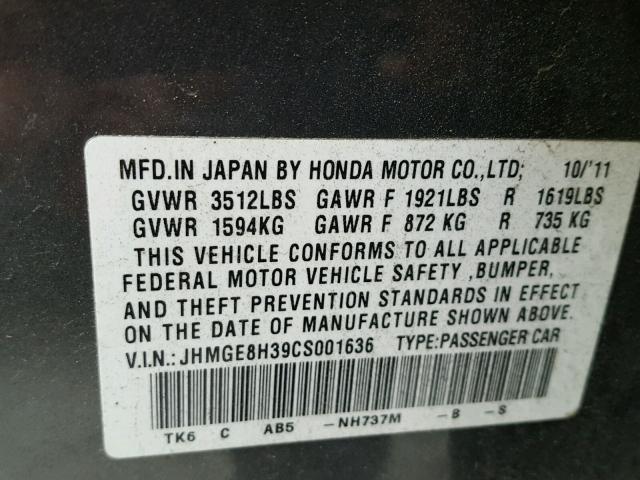 MFD.IN JAPAN BY HONDA MOTOR CO.,LTD; 10/'11
GVWR 3512LBS GAWR F 1921LBS R 1619LBS
GVWR 1594KG GAWR F 872 KG R 735 KG
THIS VEHICLE CONFORMS TO ALL APPLICABLE
FEDERAL MOTOR VEHICLE SAFETY ,BUMPER,
AND THEFT PREVENTION STANDARDS IN EFFECT
ON THE DATE OF MANUFACTURE SHOWN ABOVE.
V.I.N.: JHMGE8H39CS001636 TYPE:PASSENGER CAR
TK6 C AB5 -NH737M -B -S